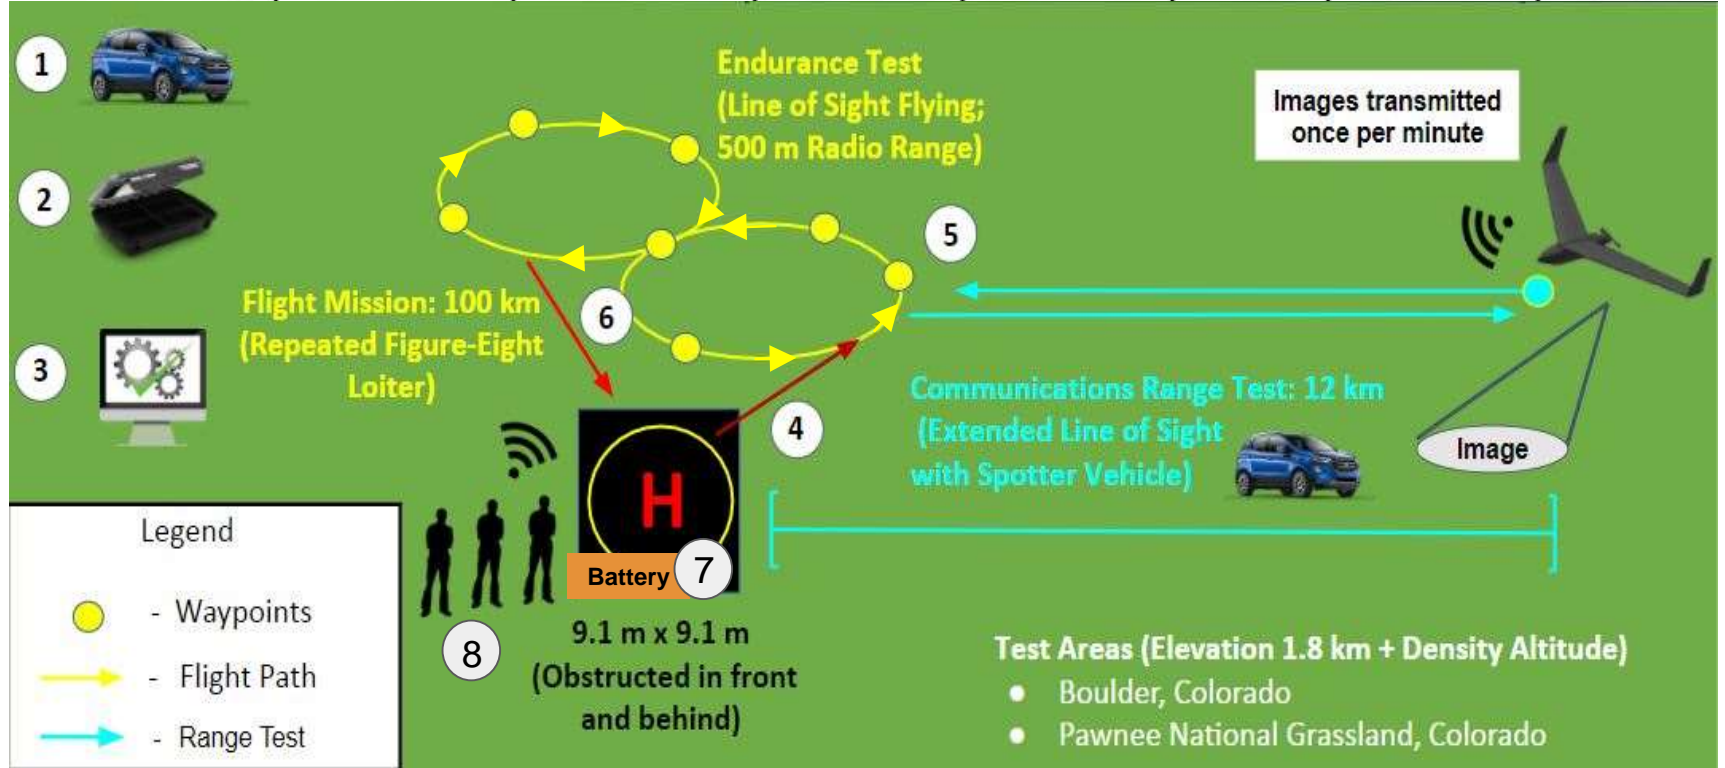 1
2
3
Endurance Test
(Line of Sight Flying;
500 m Radio Range)
Images transmitted
once per minute
5
Flight Mission: 100 km
(Repeated Figure-Eight
Loiter)
6
4
Communications Range Test: 12 km
(Extended Line of Sight
with Spotter Vehicle)
Image
H
Battery
7
8
9.1 m x 9.1 m
(Obstructed in front
and behind)
Legend
- Waypoints
- Flight Path
- Range Test
Test Areas (Elevation 1.8 km + Density Altitude)
● Boulder, Colorado
● Pawnee National Grassland, Colorado